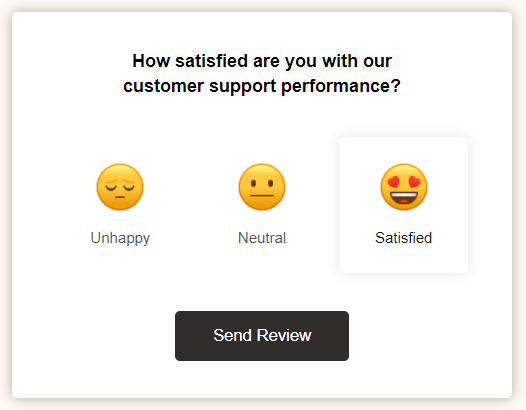 How satisfied are you with our
customer support performance?
Unhappy
Neutral
Satisfied
Send Review